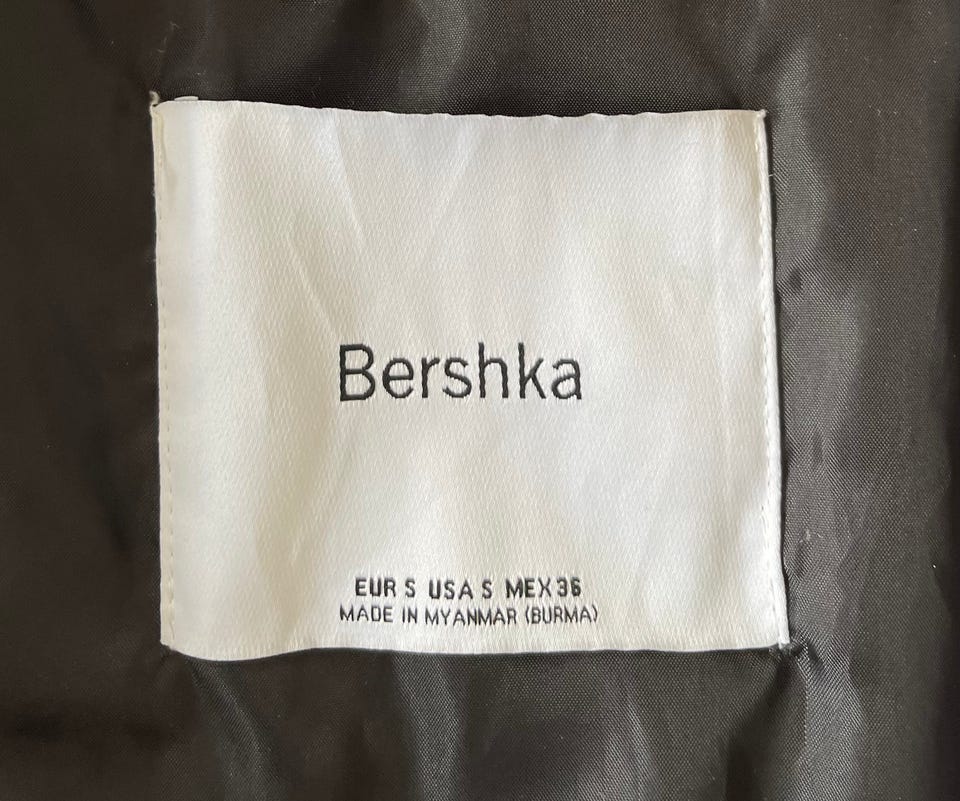 Bershka
EUR S USA S MEX 36
MADE IN MYANMAR (BURMA)